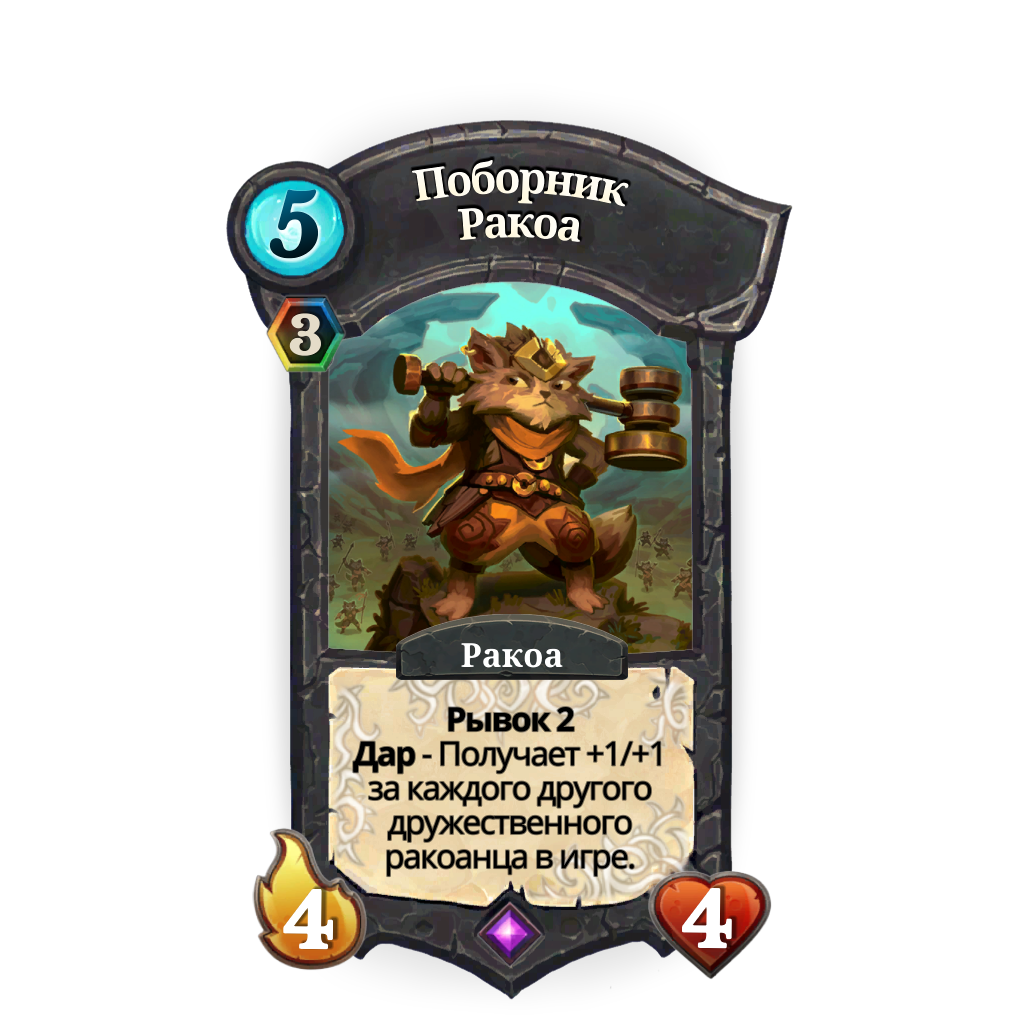 Поборник
Ракоа
5
3
Ракоа
Рывок 2
Дар - Получает +1/+1
за каждого другого
дружественного
ракоанца в игре.
4
4